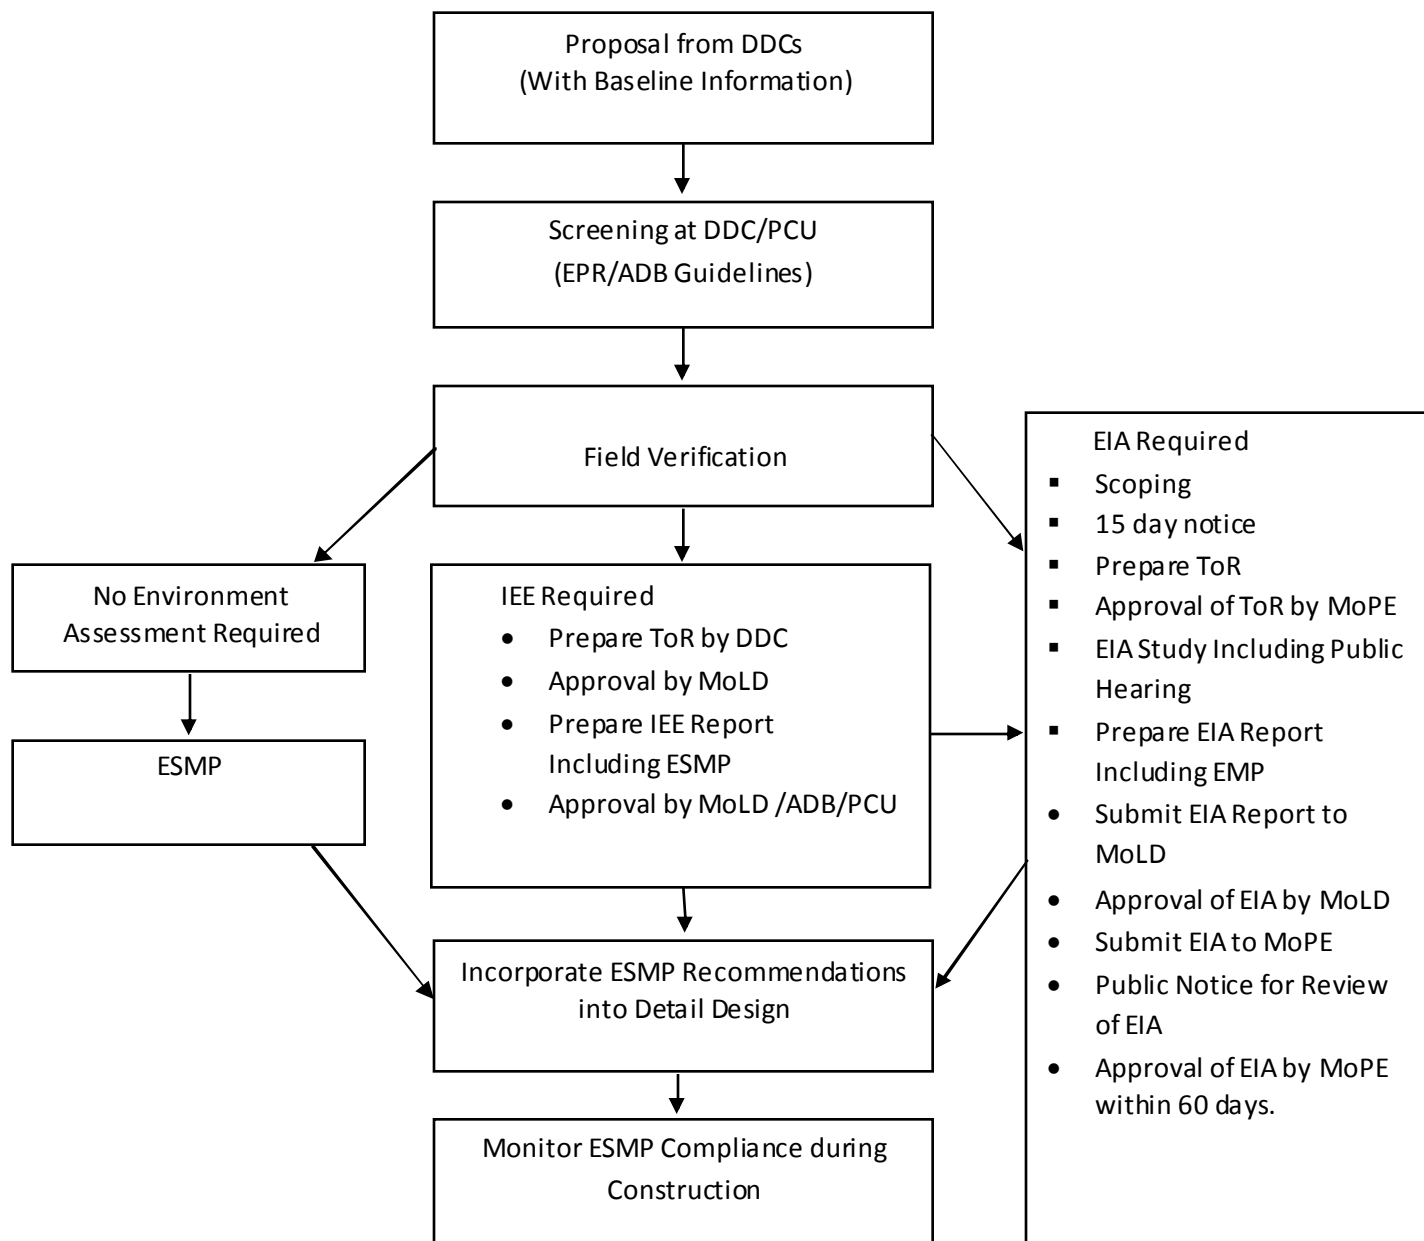 Proposal from DDCs
(With Baseline Information)
Screening at DDC/PCU
(EPR/ADB Guidelines)
Field Verification
No Environment
Assessment Required
ESMP
IEE Required
• Prepare ToR by DDC
• Approval by MoLD
• Prepare IEE Report
Including ESMP
• Approval by MoLD /ADB/PCU
EIA Required
▪ Scoping
▪ 15 day notice
▪ Prepare ToR
▪ Approval of ToR by MoPE
▪ EIA Study Including Public
Hearing
▪ Prepare EIA Report
Including EMP
• Submit EIA Report to
MoLD
• Approval of EIA by MoLD
• Submit EIA to MoPE
• Public Notice for Review
of EIA
• Approval of EIA by MoPE
within 60 days.
Incorporate ESMP Recommendations
into Detail Design
Monitor ESMP Compliance during
Construction